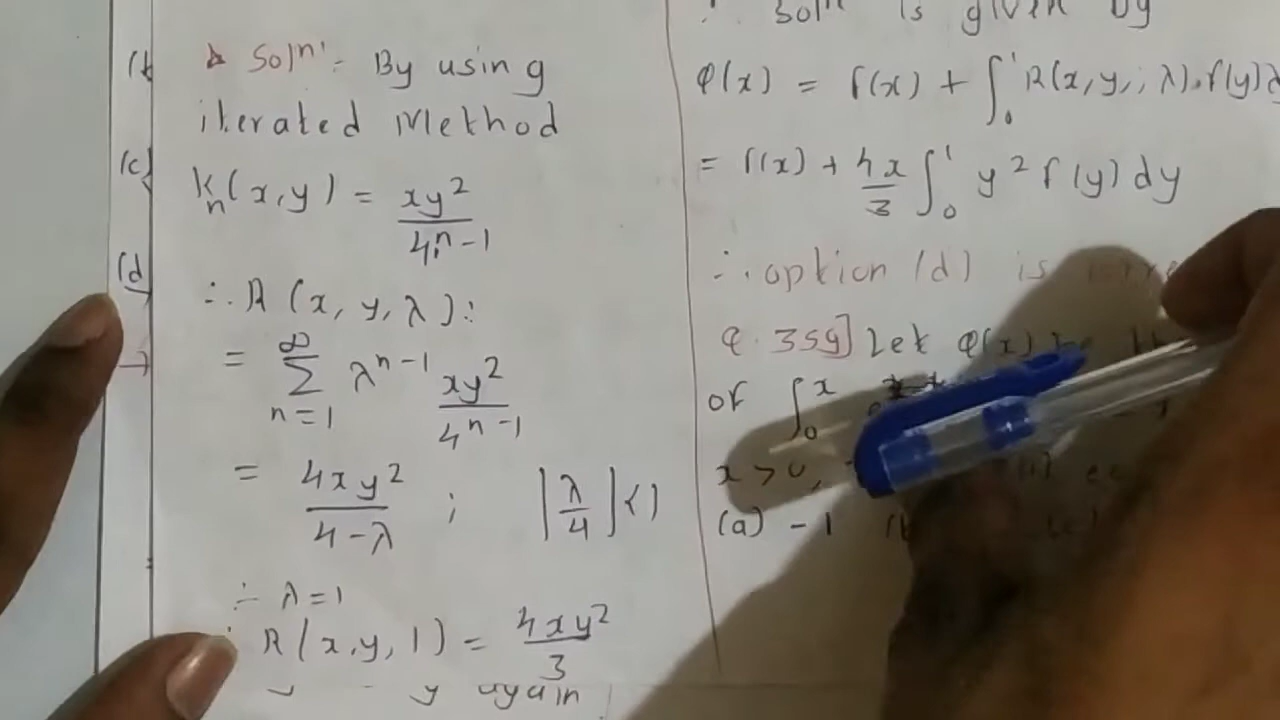 (b
(c)
(d
→
Solⁿ:- By using
iterated Method
Kₙ(x,y) = xy²/4ⁿ⁻¹
∴ R(x, y, λ):
= ∑_{n=1}^{∞} λⁿ⁻¹ xy²/4ⁿ⁻¹
= 4xy²/(4-λ) ; |λ/4|<1
∴ λ=1
R(x,y,1) = 4xy²/3
again
∴ Solⁿ is given by
φ(x) = f(x) + ∫₀¹ R(x,y,; λ).f(y)
= f(x) + 4x/3 ∫₀¹ y² f(y) dy
∴ option (d) is
Q.359] Let φ(x)
of ∫₀ˣ
x > 0,
(a) -1